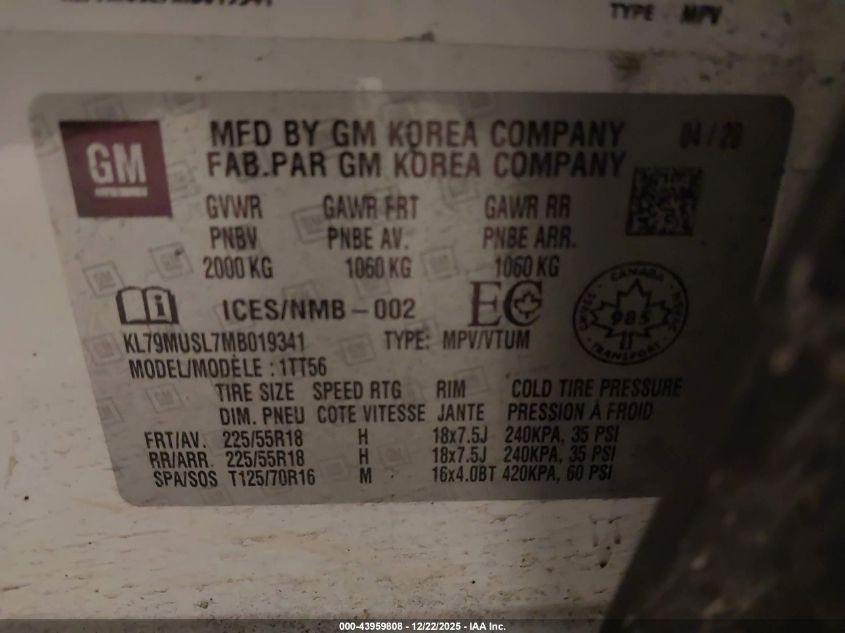 TYPE MPV
GM
MFD BY GM KOREA COMPANY 04/20
FAB.PAR GM KOREA COMPANY
GVWR GAWR FRT GAWR RR
PNBV PNBE AV. PNBE ARR.
2000 KG 1060 KG 1060 KG
ICES/NMB-002 EC
CANADA
985
TRANSPORT
KL79MUSL7MB019341 TYPE: MPV/VTUM
MODEL/MODÈLE : 1TT56
TIRE SIZE SPEED RTG RIM COLD TIRE PRESSURE
DIM. PNEU COTE VITESSE JANTE PRESSION À FROID
FRT/AV. 225/55R18 H 18x7.5J 240KPA, 35 PSI
RR/ARR. 225/55R18 H 18x7.5J 240KPA, 35 PSI
SPA/SOS T125/70R16 M 16x4.0BT 420KPA, 60 PSI
000-43959808 - 12/22/2025 - IAA Inc.